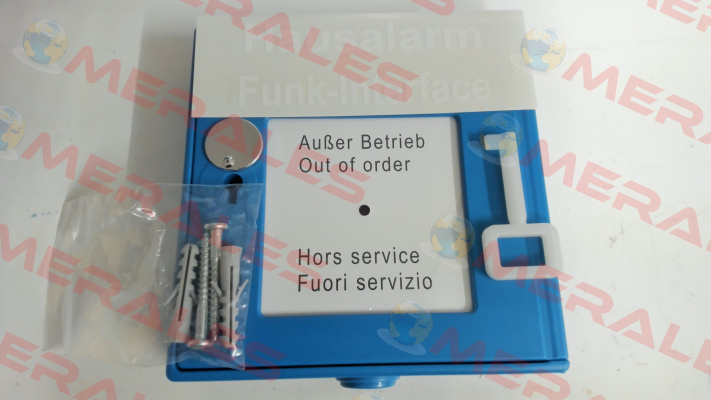 Hausalarm
Funk-Interface
Außer Betrieb
Out of order
Hors service
Fuori servizio
MERALES
MERALES
MERALES
MERALES
MERALES
MERALES